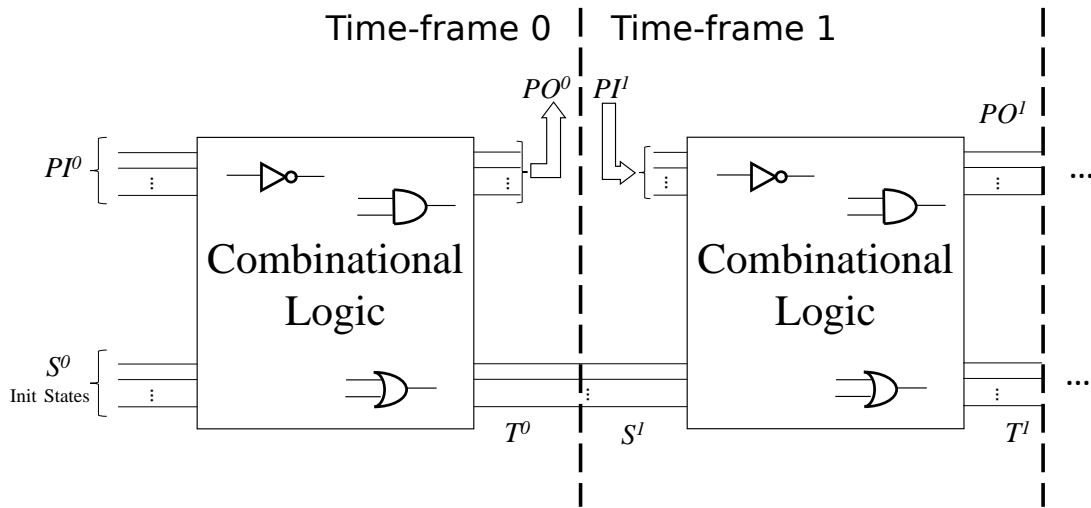 Time-frame 0
Time-frame 1
PO⁰
PI¹
PO¹
PI⁰
...
...
...
...
...
Combinational
Logic
Combinational
Logic
S⁰
Init States
...
...
...
...
...
T⁰
S¹
T¹